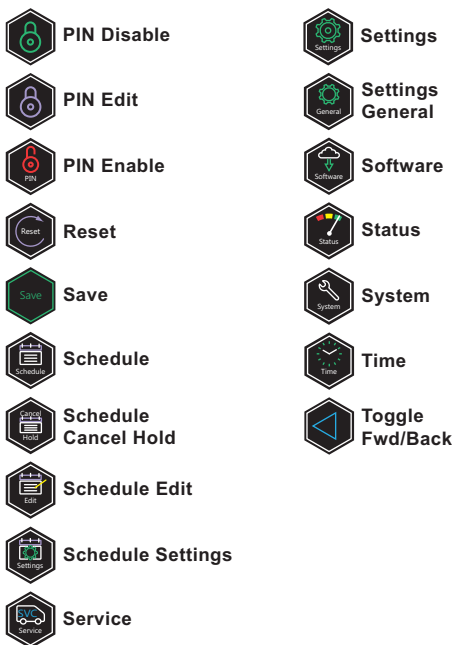 PIN Disable
PIN Edit
PIN
PIN Enable
Reset
Reset
Save
Save
Schedule
Schedule
Cancel
Hold
Schedule
Cancel Hold
Edit
Schedule Edit
Settings
Schedule Settings
SVC
Service
Service
Settings
Settings
General
Settings
General
Software
Software
Status
Status
System
System
Time
Time
Toggle
Fwd/Back